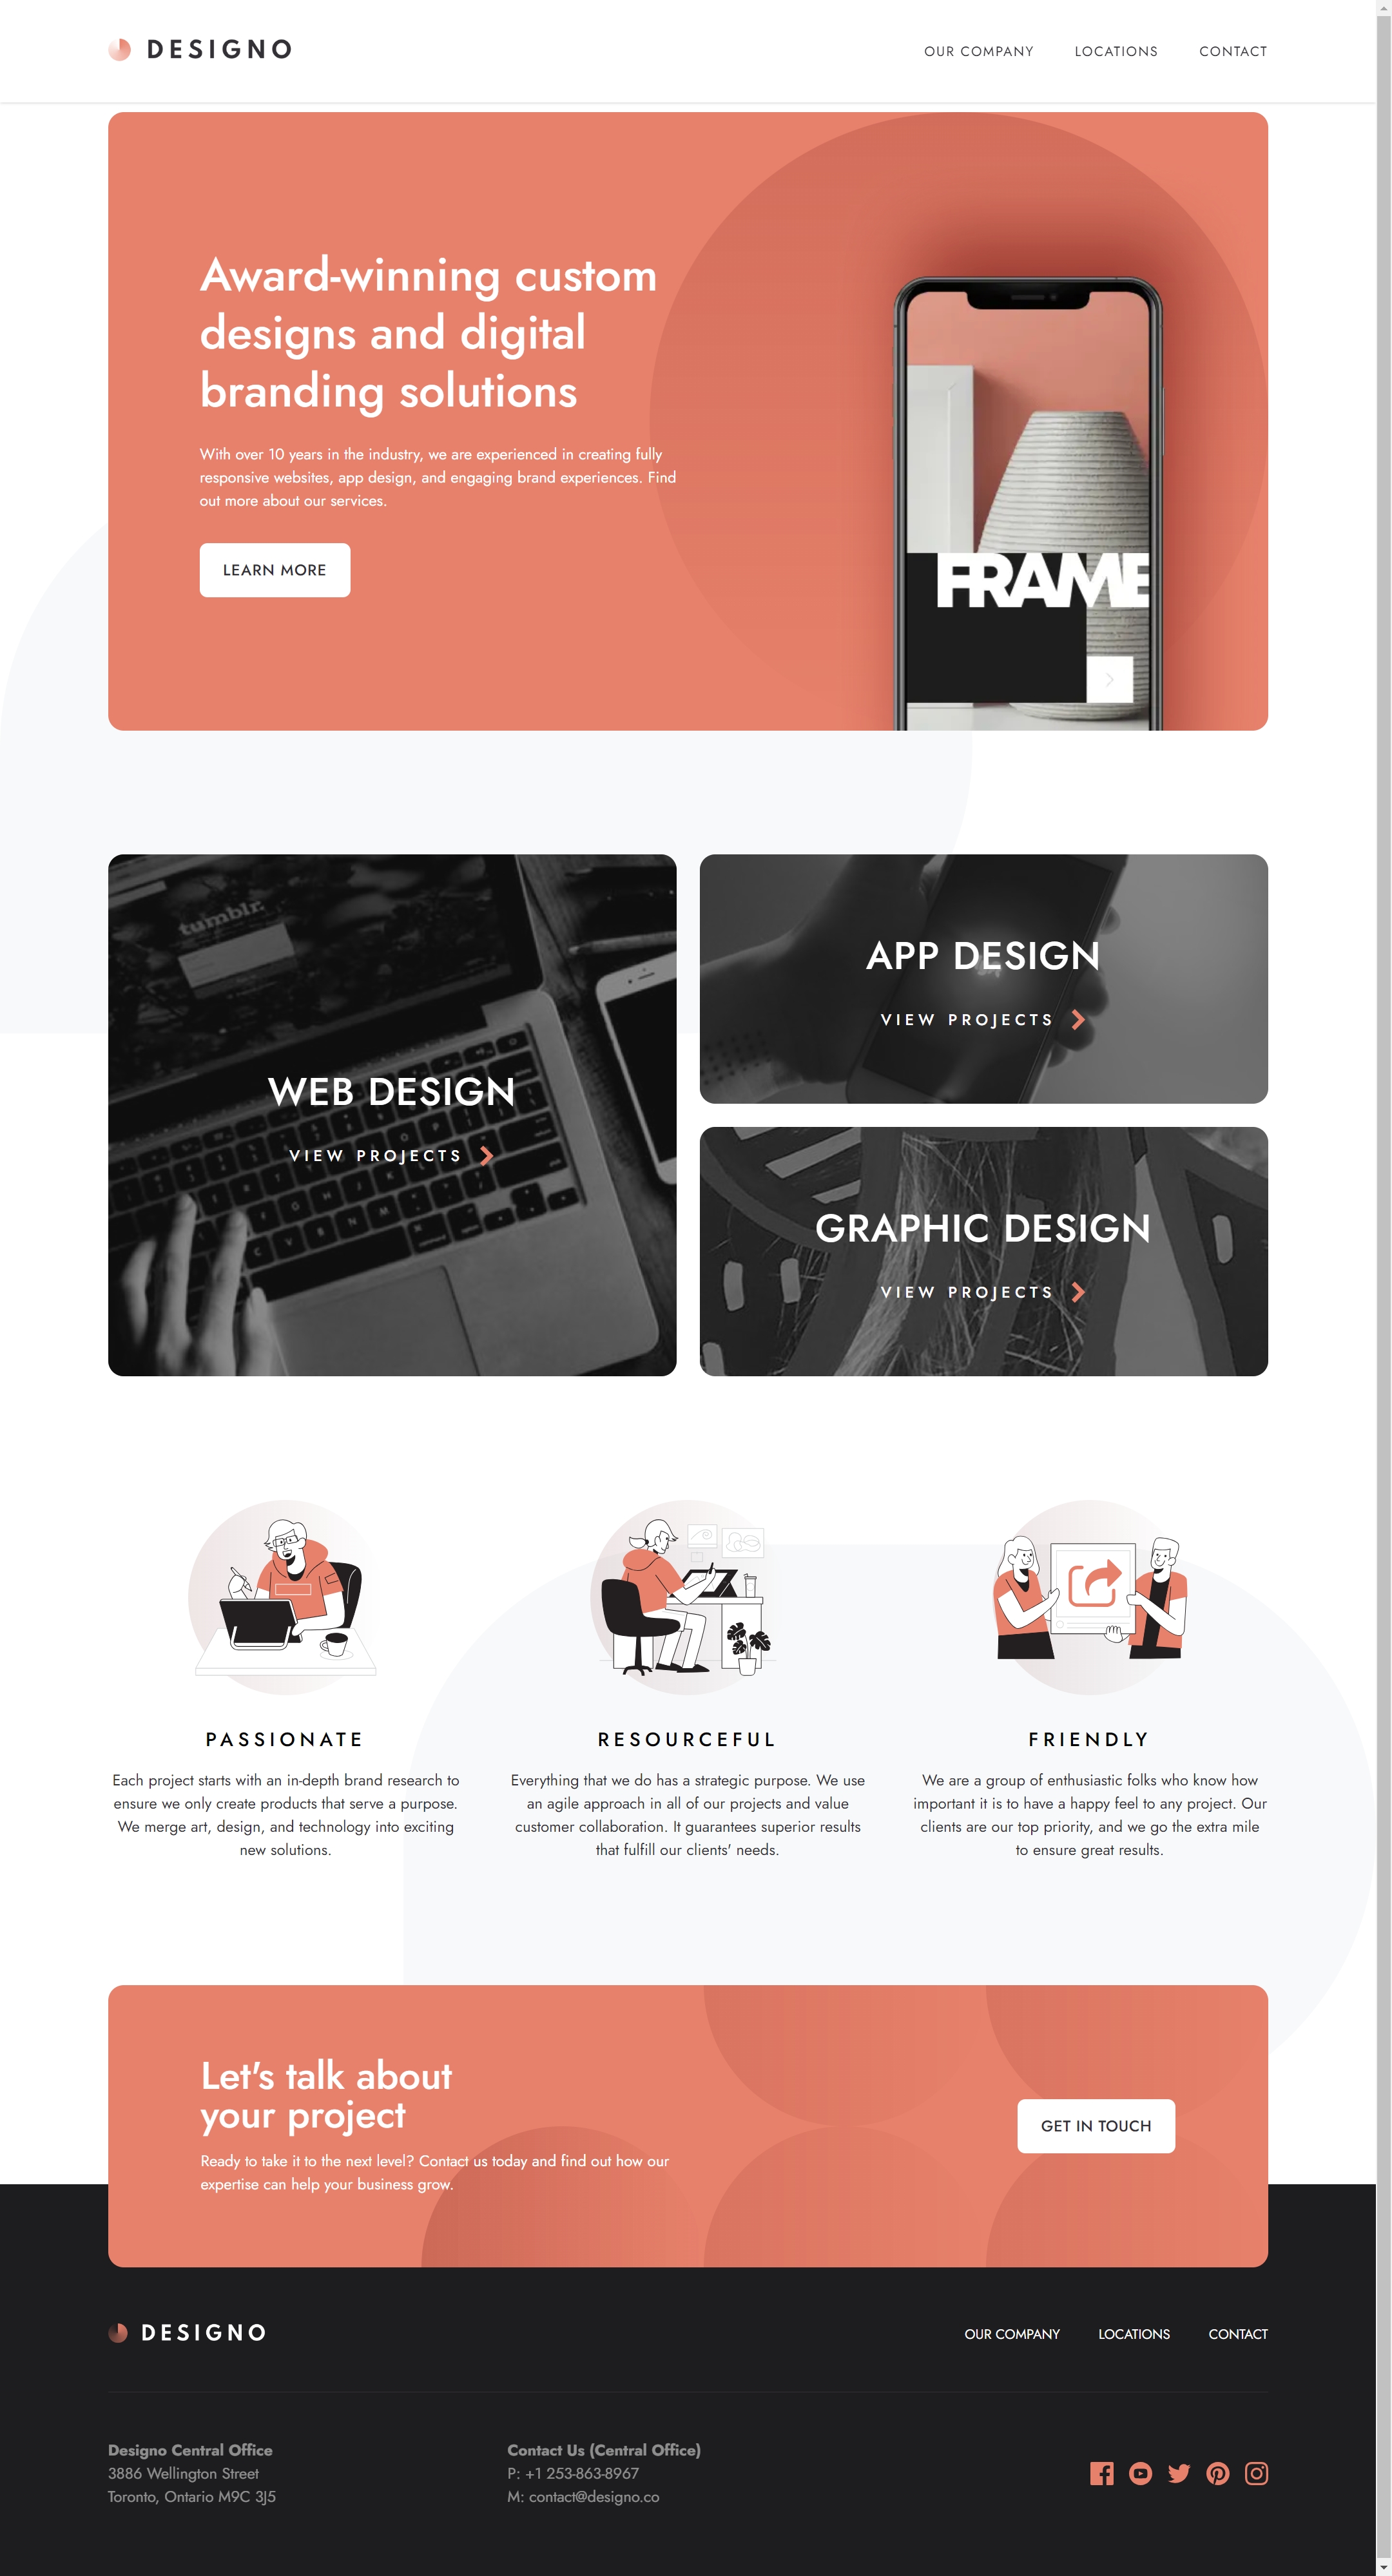 DESIGNO
OUR COMPANY
LOCATIONS
CONTACT
Award-winning custom
designs and digital
branding solutions
With over 10 years in the industry, we are experienced in creating fully
responsive websites, app design, and engaging brand experiences. Find
out more about our services.
LEARN MORE
FRAME
tumblr.
WEB DESIGN
VIEW PROJECTS
APP DESIGN
VIEW PROJECTS
GRAPHIC DESIGN
VIEW PROJECTS
PASSIONATE
Each project starts with an in-depth brand research to
ensure we only create products that serve a purpose.
We merge art, design, and technology into exciting
new solutions.
RESOURCEFUL
Everything that we do has a strategic purpose. We use
an agile approach in all of our projects and value
customer collaboration. It guarantees superior results
that fulfill our clients' needs.
FRIENDLY
We are a group of enthusiastic folks who know how
important it is to have a happy feel to any project. Our
clients are our top priority, and we go the extra mile
to ensure great results.
Let's talk about
your project
Ready to take it to the next level? Contact us today and find out how our
expertise can help your business grow.
GET IN TOUCH
DESIGNO
OUR COMPANY
LOCATIONS
CONTACT
Designo Central Office
3886 Wellington Street
Toronto, Ontario M9C 3J5
Contact Us (Central Office)
P: +1 253-863-8967
M: contact@designo.co